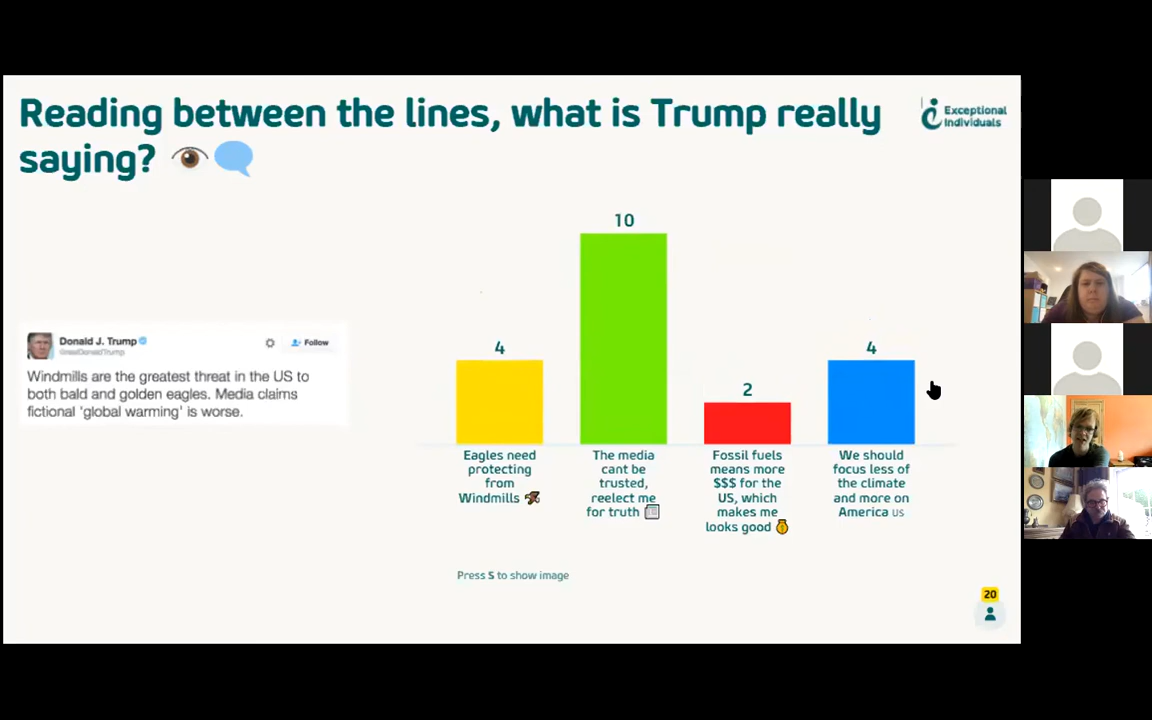 Reading between the lines, what is Trump really
saying?
Exceptional
Individuals
Donald J. Trump
@realDonaldTrump
Follow
Windmills are the greatest threat in the US to
both bald and golden eagles. Media claims
fictional 'global warming' is worse.
4
10
2
4
Eagles need
protecting
from
Windmills
The media
cant be
trusted,
reelect me
for truth
Fossil fuels
means more
$$$ for the
US, which
makes me
looks good
We should
focus less of
the climate
and more on
America US
Press S to show image
20